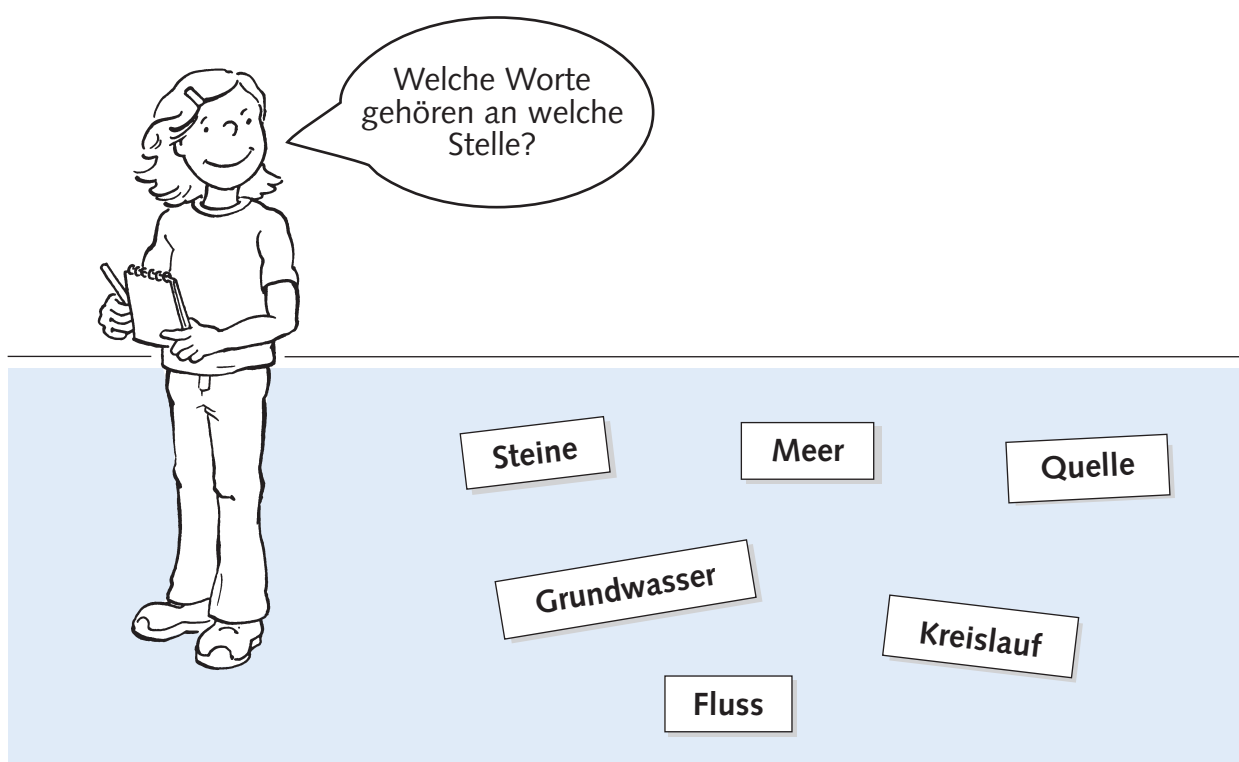 Welche Worte
gehören an welche
Stelle?
Steine
Meer
Quelle
Grundwasser
Kreislauf
Fluss